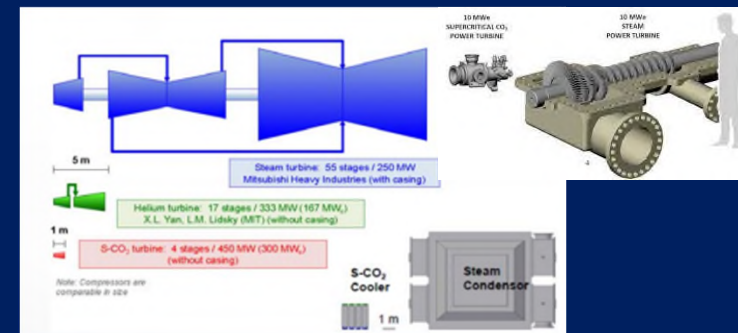 10 MWe
SUPERCRITICAL CO₂
POWER TURBINE
10 MWe
STEAM
POWER TURBINE
4
5 m
Steam turbine: 55 stages / 250 MW
Mitsubishi Heavy Industries (with casing)
Helium turbine: 17 stages / 333 MW (167 MWₑ)
X.L. Yan, L.M. Lidsky (MIT) (without casing)
1 m
S-CO₂ turbine: 4 stages / 450 MW (300 MWₑ)
(without casing)
Note: Compressors are
comparable in size
S-CO₂
Cooler
Steam
Condensor
1 m